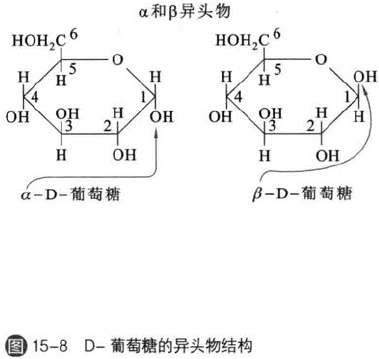 α和β异头物
HOH₂C 6
5 O
H H H
4 1
OH OH H OH
3 2
H OH
α-D-葡萄糖
HOH₂C 6
5 O OH
H H
4 1
OH OH H H
3 2
H OH
β-D-葡萄糖
图 15-8 D-葡萄糖的异头物结构